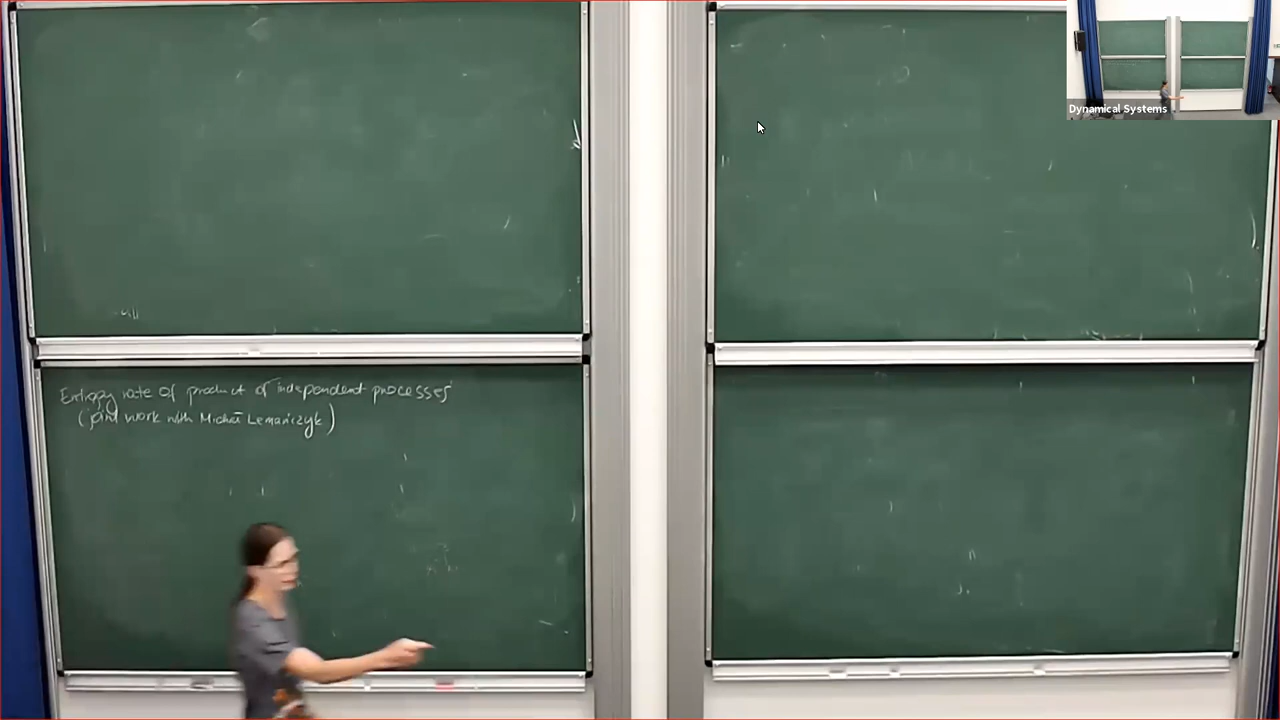 Entropy rate of product of independent processes
(joint work with Michał Lemańczyk)
Dynamical Systems